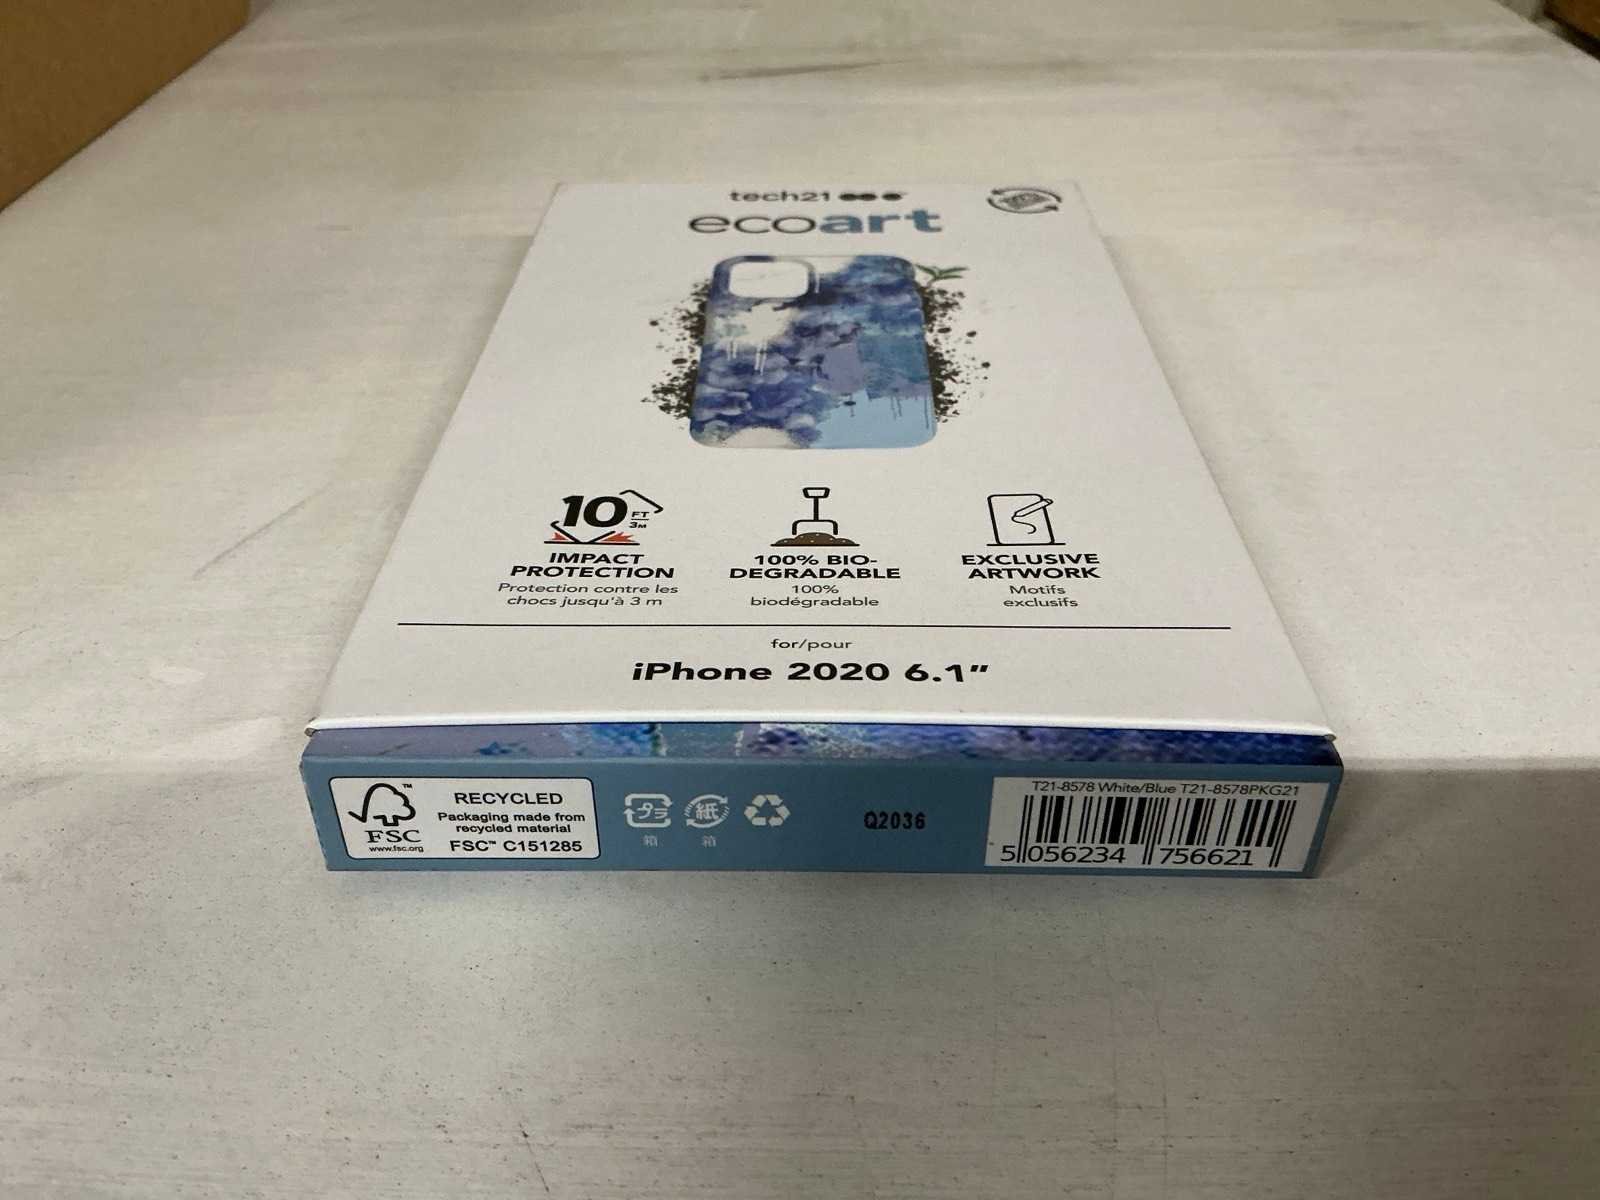 tech21
ecoart
10 FT 3M
IMPACT
PROTECTION
Protection contre les
chocs jusqu'à 3 m
100% BIO-
DEGRADABLE
100%
biodégradable
EXCLUSIVE
ARTWORK
Motifs
exclusifs
for/pour
iPhone 2020 6.1"
FSC
www.fsc.org
RECYCLED
Packaging made from
recycled material
FSC™ C151285
プラ
箱
紙
箱
Q2036
T21-8578 White/Blue T21-8578PKG21
5 056234 756621